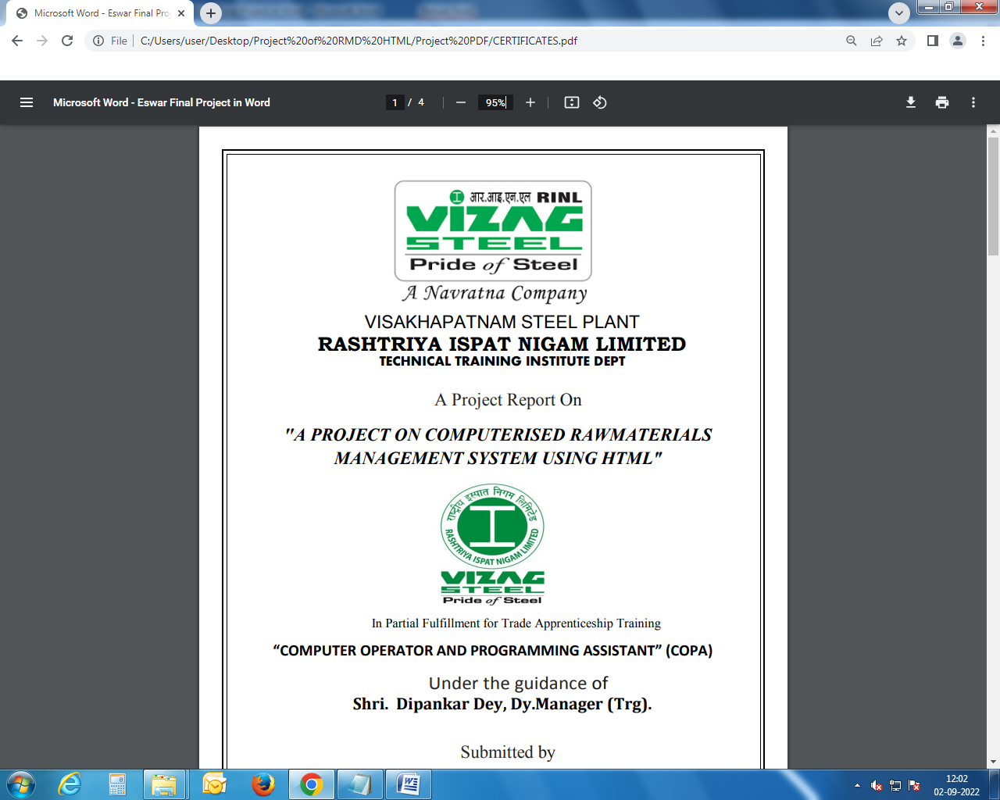 Microsoft Word - Eswar Final Pro
File
C:/Users/user/Desktop/Project%20of%20RMD%20HTML/Project%20PDF/CERTIFICATES.pdf
Microsoft Word - Eswar Final Project in Word
1 / 4
95%
आर.आइ.एन.एल RINL
VIZAG
STEEL
Pride of Steel
A Navratna Company
VISAKHAPATNAM STEEL PLANT
RASHTRIYA ISPAT NIGAM LIMITED
TECHNICAL TRAINING INSTITUTE DEPT
A Project Report On
"A PROJECT ON COMPUTERISED RAWMATERIALS
MANAGEMENT SYSTEM USING HTML"
राष्ट्रीय इस्पात निगम लिमिटेड
RASHTRIYA ISPAT NIGAM LIMITED
VIZAG
STEEL
Pride of Steel
In Partial Fulfillment for Trade Apprenticeship Training
“COMPUTER OPERATOR AND PROGRAMMING ASSISTANT” (COPA)
Under the guidance of
Shri. Dipankar Dey, Dy.Manager (Trg).
Submitted by
12:02
02-09-2022